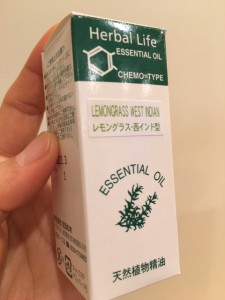 Herbal Life
ESSENTIAL OIL
CHEMO-TYPE
LEMONGRASS WEST INDIAN
レモングラス・西インド型
ESSENTIAL OIL
天然植物精油